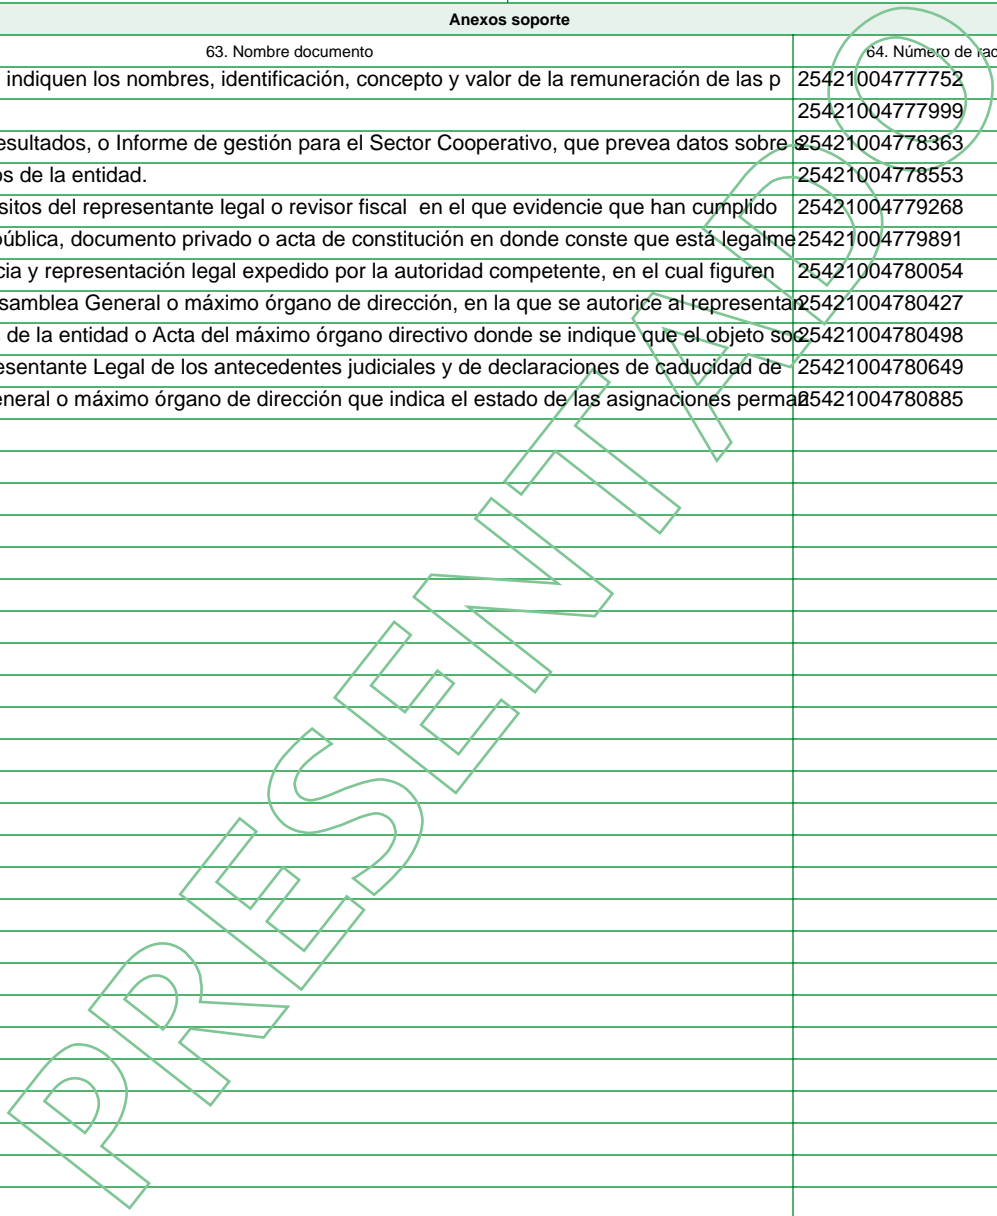 Anexos soporte
63. Nombre documento 64. Número de rad
indiquen los nombres, identificación, concepto y valor de la remuneración de las p 25421004777752
25421004777999
esultados, o Informe de gestión para el Sector Cooperativo, que prevea datos sobre s 25421004778363
os de la entidad. 25421004778553
sitos del representante legal o revisor fiscal en el que evidencie que han cumplido 25421004779268
pública, documento privado o acta de constitución en donde conste que está legalme 25421004779891
cia y representación legal expedido por la autoridad competente, en el cual figuren 25421004780054
samblea General o máximo órgano de dirección, en la que se autorice al representan 25421004780427
de la entidad o Acta del máximo órgano directivo donde se indique que el objeto soc 25421004780498
esentante Legal de los antecedentes judiciales y de declaraciones de caducidad de 25421004780649
eneral o máximo órgano de dirección que indica el estado de las asignaciones perman 25421004780885
PRESENTADO